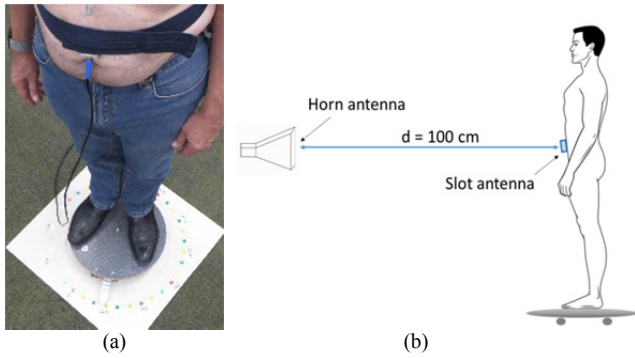 Horn antenna
d = 100 cm
Slot antenna
(a)
(b)